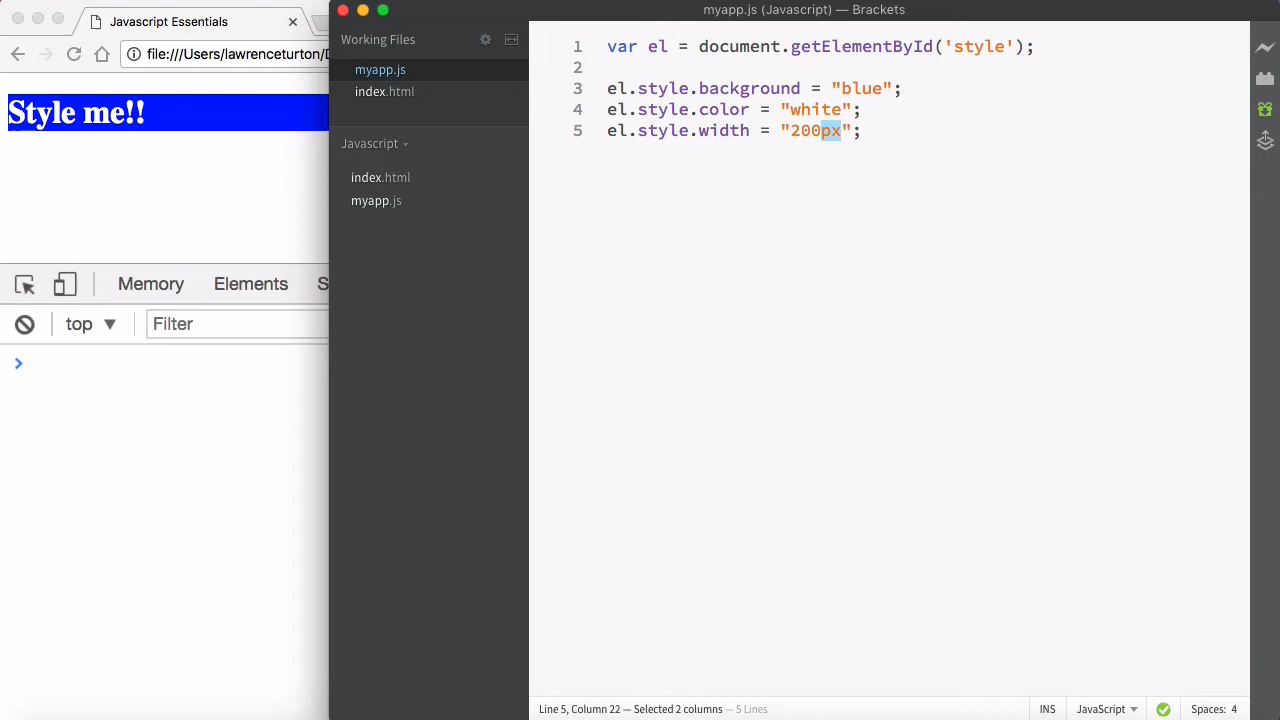 myapp.js (Javascript) — Brackets
Javascript Essentials
file:///Users/lawrenceturton/D
Style me!!
Memory Elements S
top Filter
Working Files
myapp.js
index.html
Javascript
index.html
myapp.js
1 var el = document.getElementById('style');
2
3 el.style.background = "blue";
4 el.style.color = "white";
5 el.style.width = "200px";
Line 5, Column 22 — Selected 2 columns — 5 Lines
INS JavaScript Spaces: 4